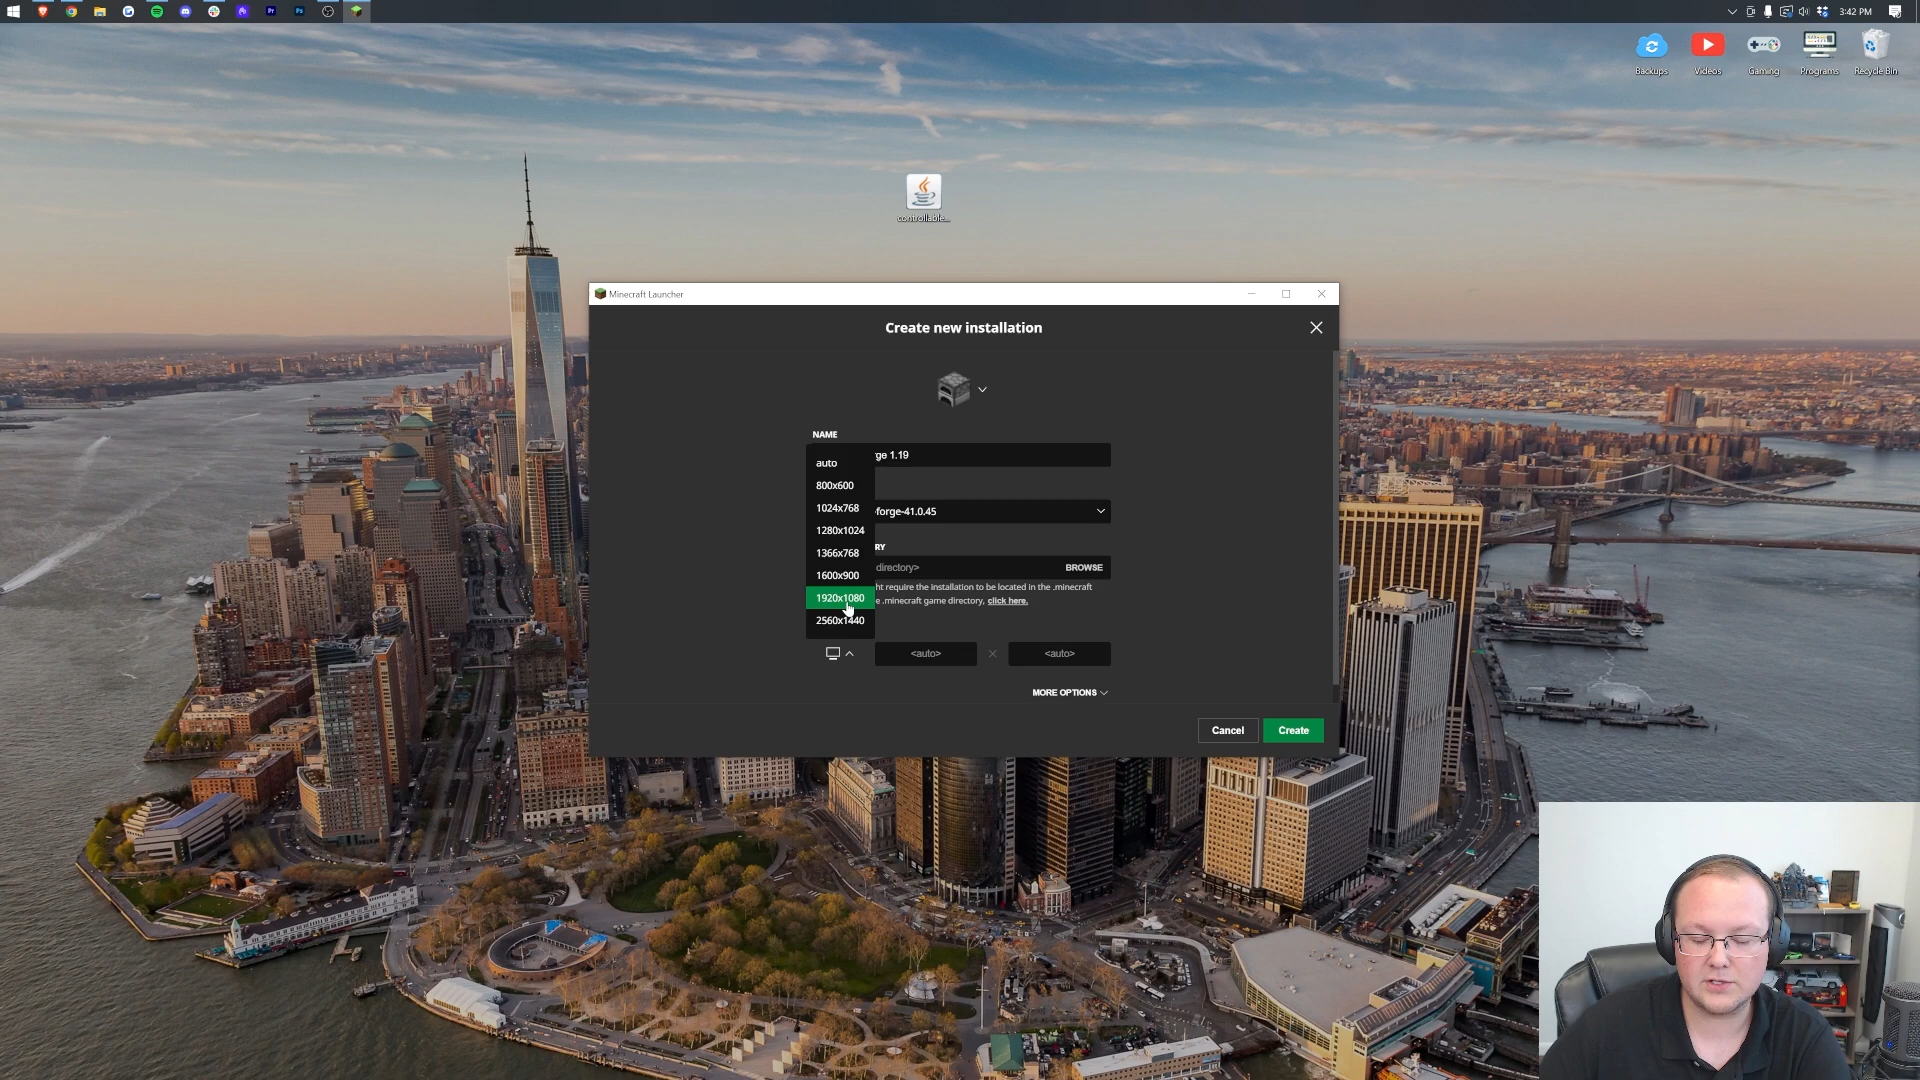 3:42 PM
Backups
Videos
Gaming
Programs
Recycle Bin
controllable...
Minecraft Launcher
Create new installation
NAME
rge 1.19
auto
800x600
1024x768
-forge-41.0.45
1280x1024
RY
1366x768
directory>
BROWSE
1600x900
ht require the installation to be located in the .minecraft
1920x1080
e .minecraft game directory, click here.
2560x1440
<auto>
<auto>
MORE OPTIONS
Cancel
Create